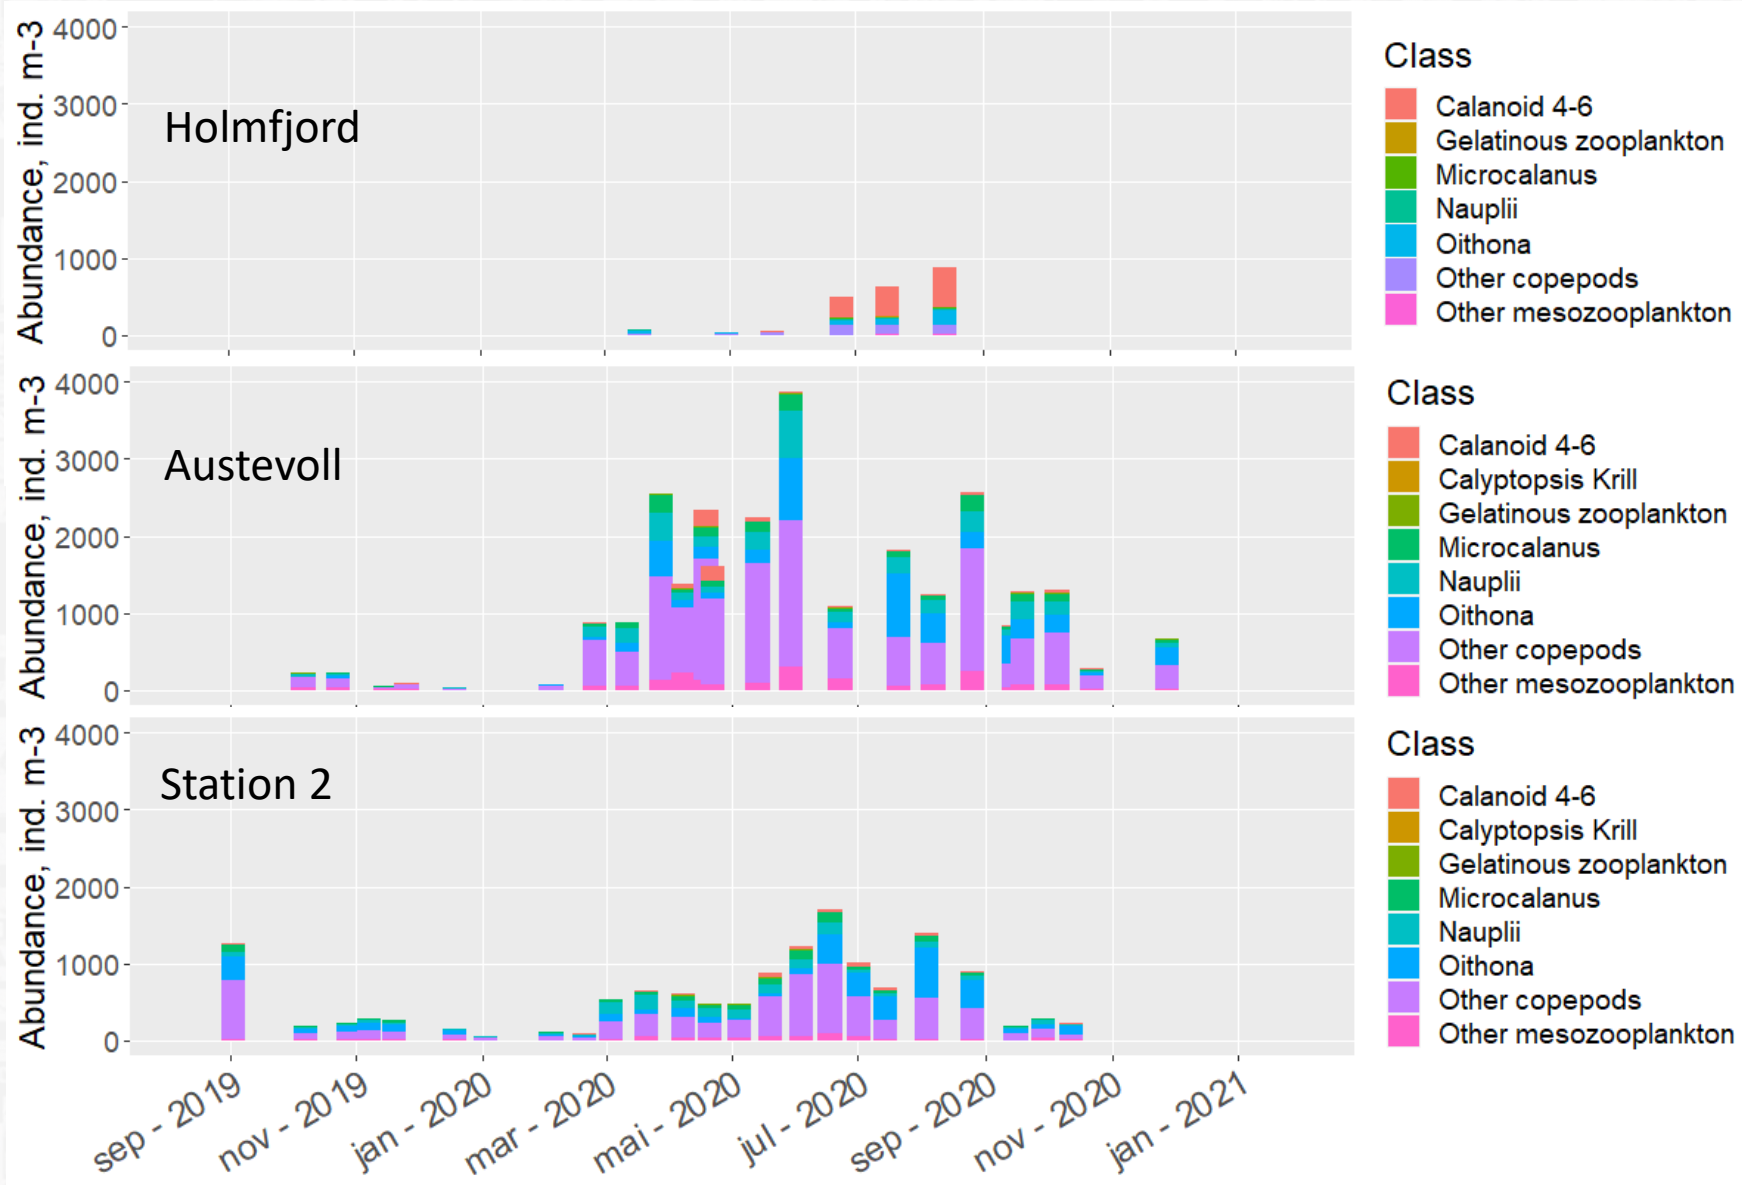 Abundance, ind. m-3
4000
3000
2000
1000
0
Holmfjord
Class
Calanoid 4-6
Gelatinous zooplankton
Microcalanus
Nauplii
Oithona
Other copepods
Other mesozooplankton
Abundance, ind. m-3
4000
3000
2000
1000
0
Austevoll
Class
Calanoid 4-6
Calyptopsis Krill
Gelatinous zooplankton
Microcalanus
Nauplii
Oithona
Other copepods
Other mesozooplankton
Abundance, ind. m-3
4000
3000
2000
1000
0
Station 2
Class
Calanoid 4-6
Calyptopsis Krill
Gelatinous zooplankton
Microcalanus
Nauplii
Oithona
Other copepods
Other mesozooplankton
sep - 2019
nov - 2019
jan - 2020
mar - 2020
mai - 2020
jul - 2020
sep - 2020
nov - 2020
jan - 2021